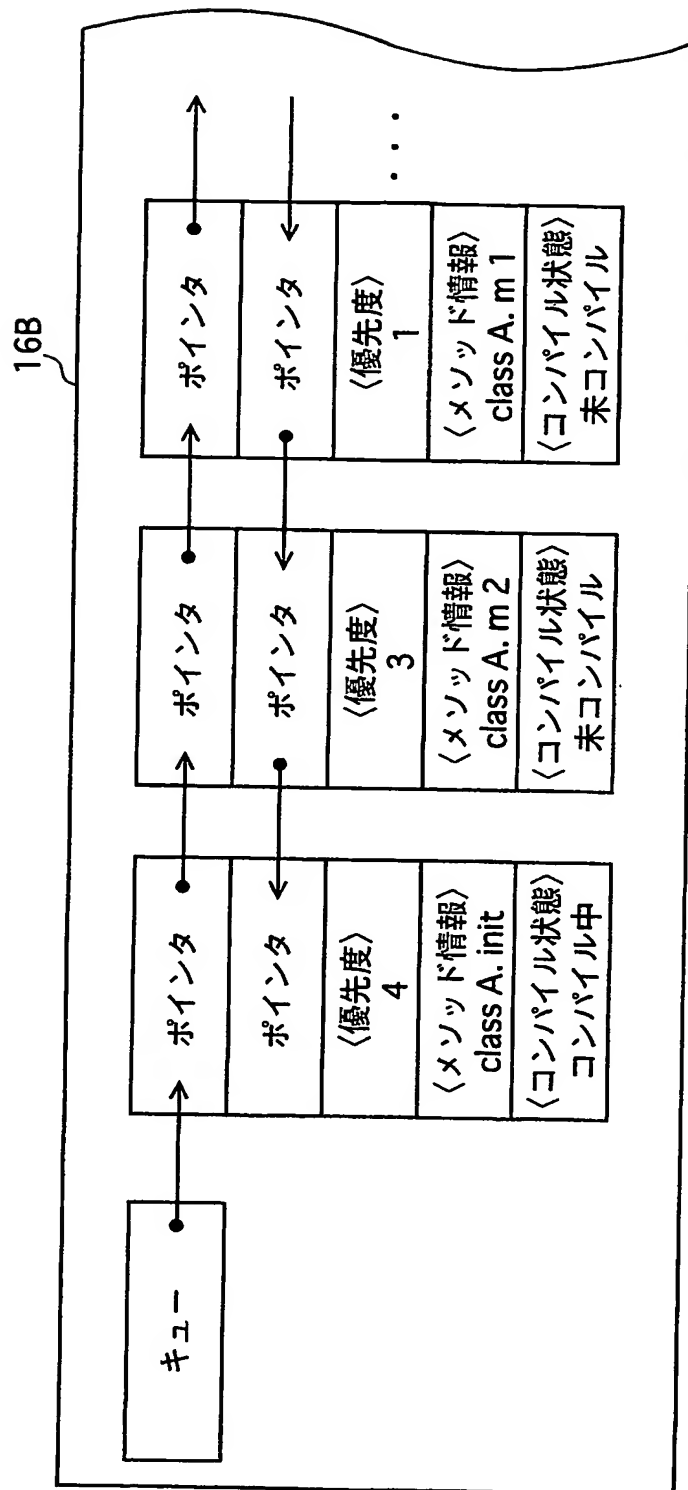 16B
キュー
ポインタ
ポインタ
〈優先度〉
4
〈メソッド情報〉
class A. init
〈コンパイル状態〉
コンパイル中
ポインタ
ポインタ
〈優先度〉
3
〈メソッド情報〉
class A. m 2
〈コンパイル状態〉
未コンパイル
ポインタ
ポインタ
〈優先度〉
1
〈メソッド情報〉
class A. m 1
〈コンパイル状態〉
未コンパイル
. . .